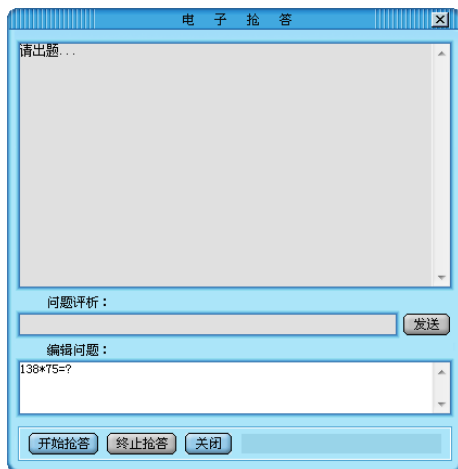 电子抢答
请出题...
问题评析：
发送
编辑问题：
138*75=?
开始抢答 终止抢答 关闭